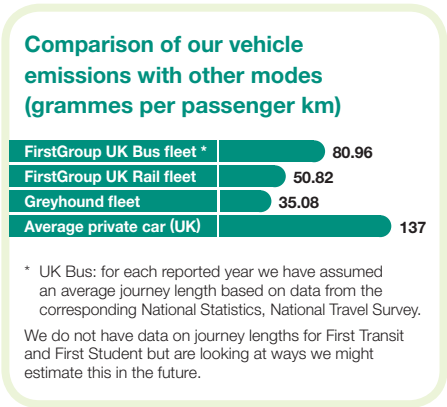 Comparison of our vehicle
emissions with other modes
(grammes per passenger km)
FirstGroup UK Bus fleet * 80.96
FirstGroup UK Rail fleet 50.82
Greyhound fleet 35.08
Average private car (UK) 137
* UK Bus: for each reported year we have assumed
an average journey length based on data from the
corresponding National Statistics, National Travel Survey.
We do not have data on journey lengths for First Transit
and First Student but are looking at ways we might
estimate this in the future.